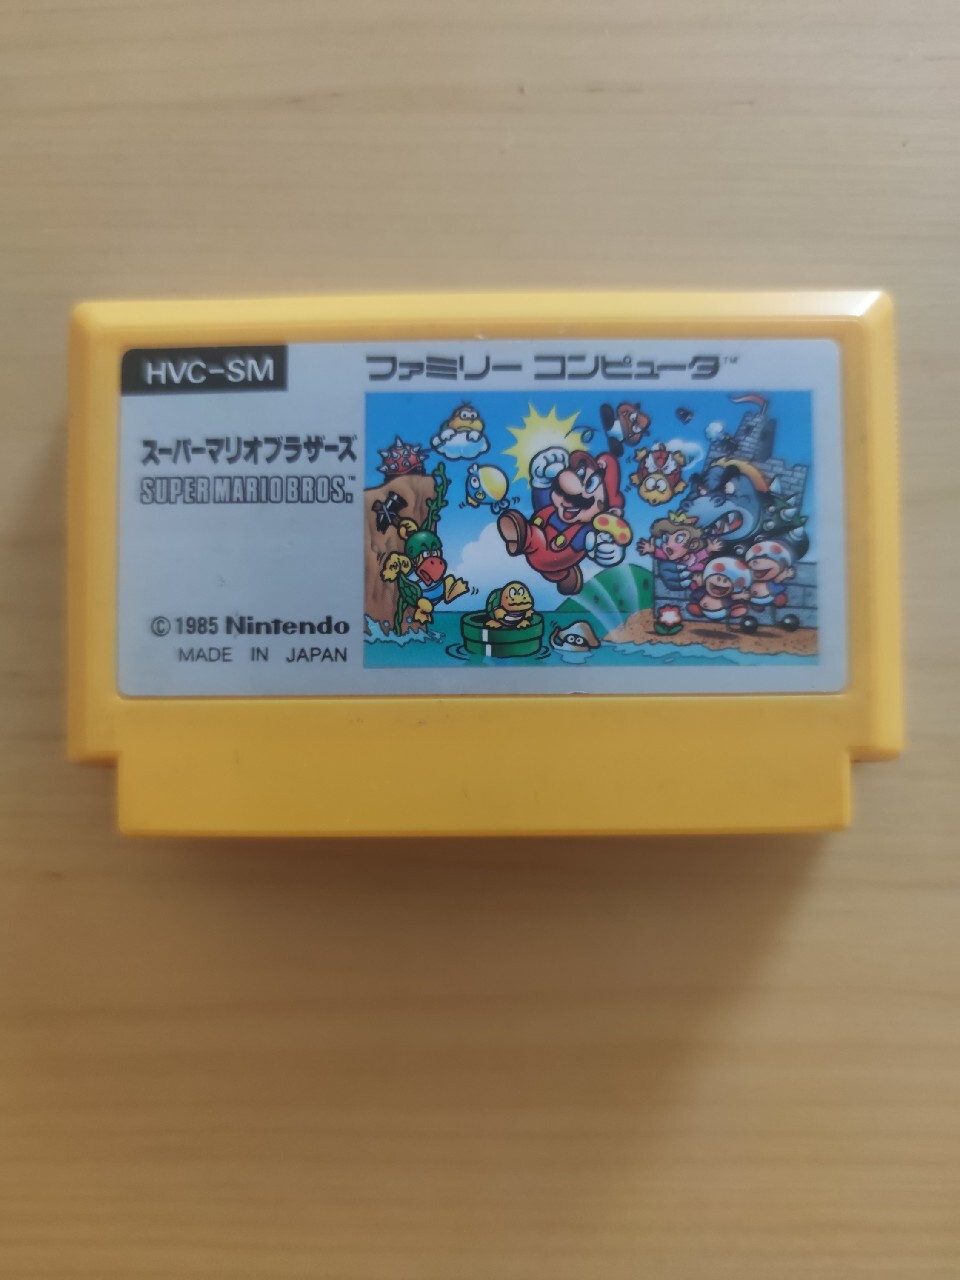 HVC-SM
ファミリー コンピュータ™
スーパーマリオブラザーズ
SUPER MARIO BROS.™
© 1985 Nintendo
MADE IN JAPAN